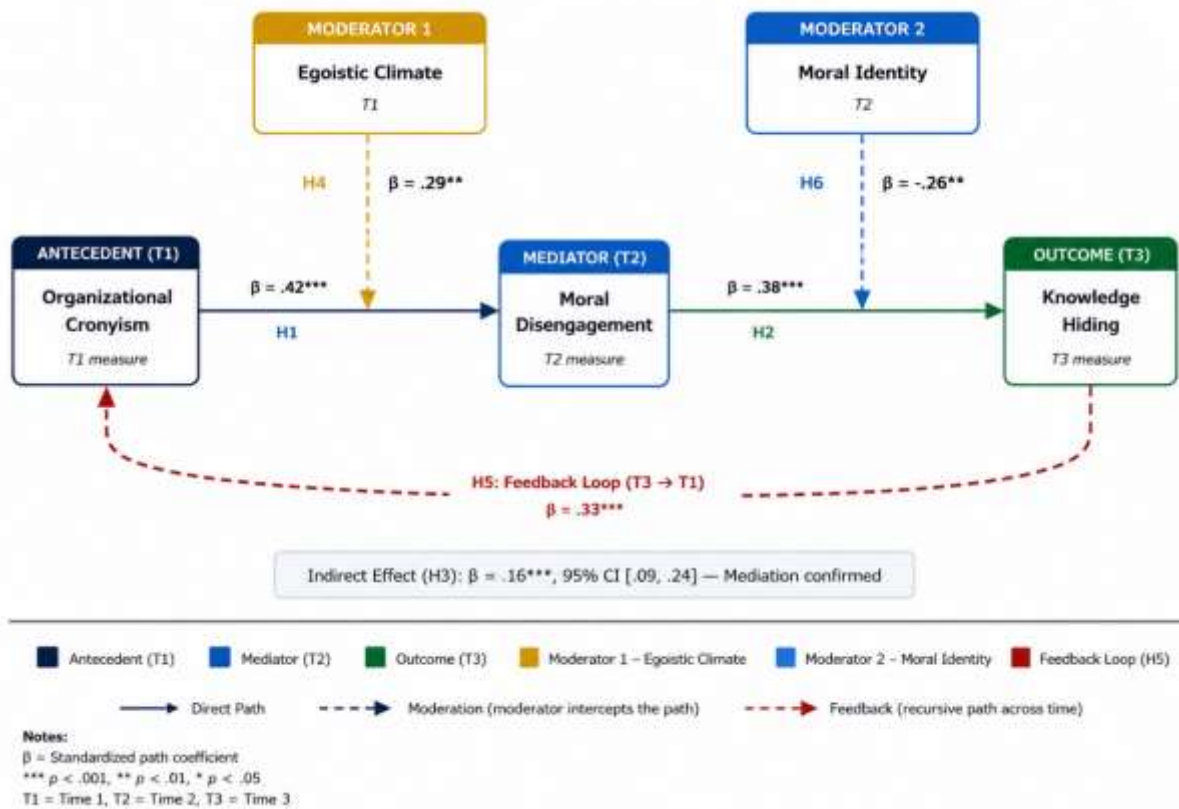 MODERATOR 1
Egoistic Climate
T1
MODERATOR 2
Moral Identity
T2
H4
β = .29**
H6
β = -.26**
ANTECEDENT (T1)
Organizational
Cronyism
T1 measure
β = .42***
H1
MEDIATOR (T2)
Moral
Disengagement
T2 measure
β = .38***
H2
OUTCOME (T3)
Knowledge
Hiding
T3 measure
H5: Feedback Loop (T3 → T1)
β = .33***
Indirect Effect (H3): β = .16***, 95% CI [.09, .24] — Mediation confirmed
Antecedent (T1) Mediator (T2) Outcome (T3) Moderator 1 – Egoistic Climate Moderator 2 – Moral Identity Feedback Loop (H5)
Direct Path Moderation (moderator intercepts the path) Feedback (recursive path across time)
Notes:
β = Standardized path coefficient
*** p < .001, ** p < .01, * p < .05
T1 = Time 1, T2 = Time 2, T3 = Time 3